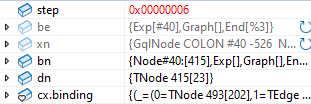 step 0x00000006
be {Exp[#40],Graph[],End[%3]}
xn {GqlNode COLON #40 -526 N
bn {Node#40:[415],Exp[],Graph[],E
dn {TNode 415[23]}
cx.binding {(_=(0=TNode 493[202],1=TEdge